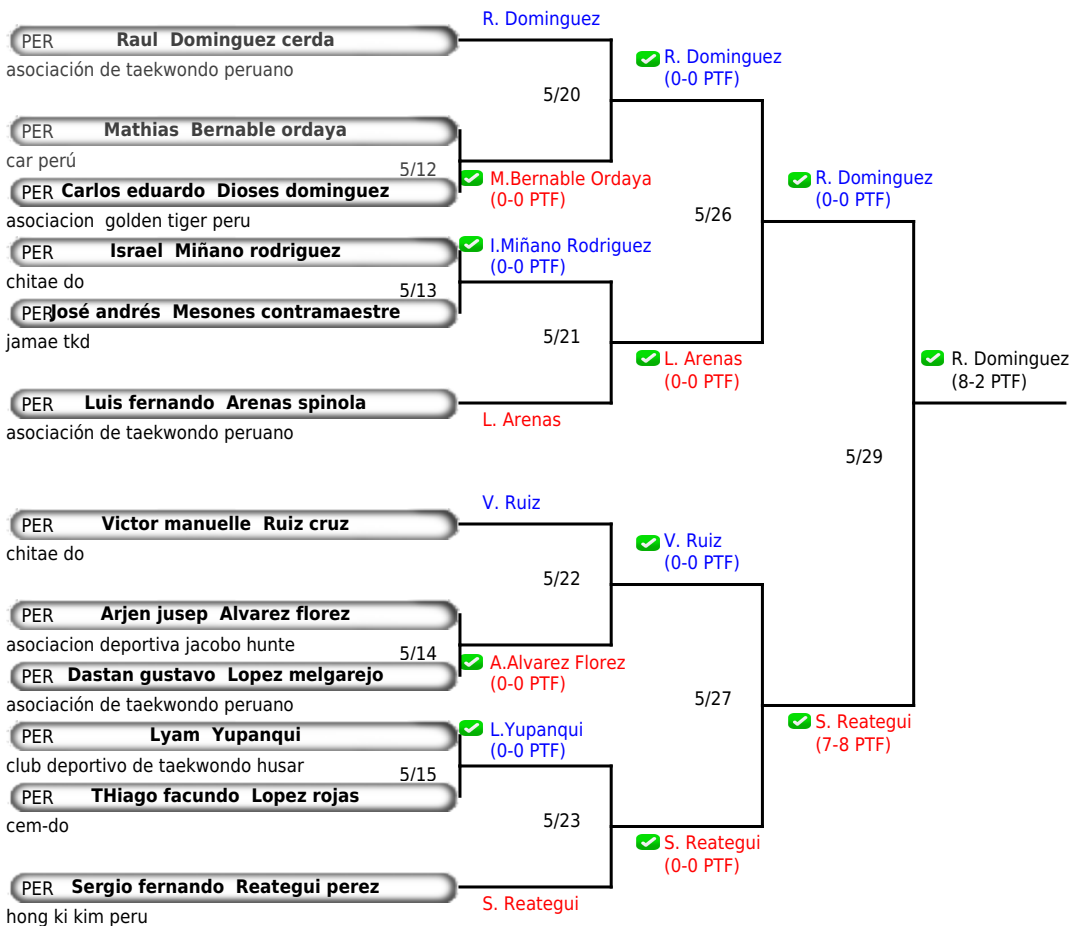 R. Dominguez
PER Raul Dominguez cerda
asociación de taekwondo peruano
R. Dominguez
(0-0 PTF)
5/20
PER Mathias Bernable ordaya
car perú
5/12
PER Carlos eduardo Dioses dominguez
asociacion golden tiger peru
M.Bernable Ordaya
(0-0 PTF)
R. Dominguez
(0-0 PTF)
5/26
PER Israel Miñano rodriguez
chitae do
I.Miñano Rodriguez
(0-0 PTF)
5/13
PER José andrés Mesones contramaestre
jamae tkd
5/21
L. Arenas
(0-0 PTF)
R. Dominguez
(8-2 PTF)
PER Luis fernando Arenas spinola
asociación de taekwondo peruano
L. Arenas
5/29
V. Ruiz
PER Victor manuelle Ruiz cruz
chitae do
V. Ruiz
(0-0 PTF)
5/22
PER Arjen jusep Alvarez florez
asociacion deportiva jacobo hunte
5/14
PER Dastan gustavo Lopez melgarejo
asociación de taekwondo peruano
A.Alvarez Florez
(0-0 PTF)
5/27
S. Reategui
(7-8 PTF)
PER Lyam Yupanqui
club deportivo de taekwondo husar
L.Yupanqui
(0-0 PTF)
5/15
PER THiago facundo Lopez rojas
cem-do
5/23
S. Reategui
(0-0 PTF)
PER Sergio fernando Reategui perez
hong ki kim peru
S. Reategui